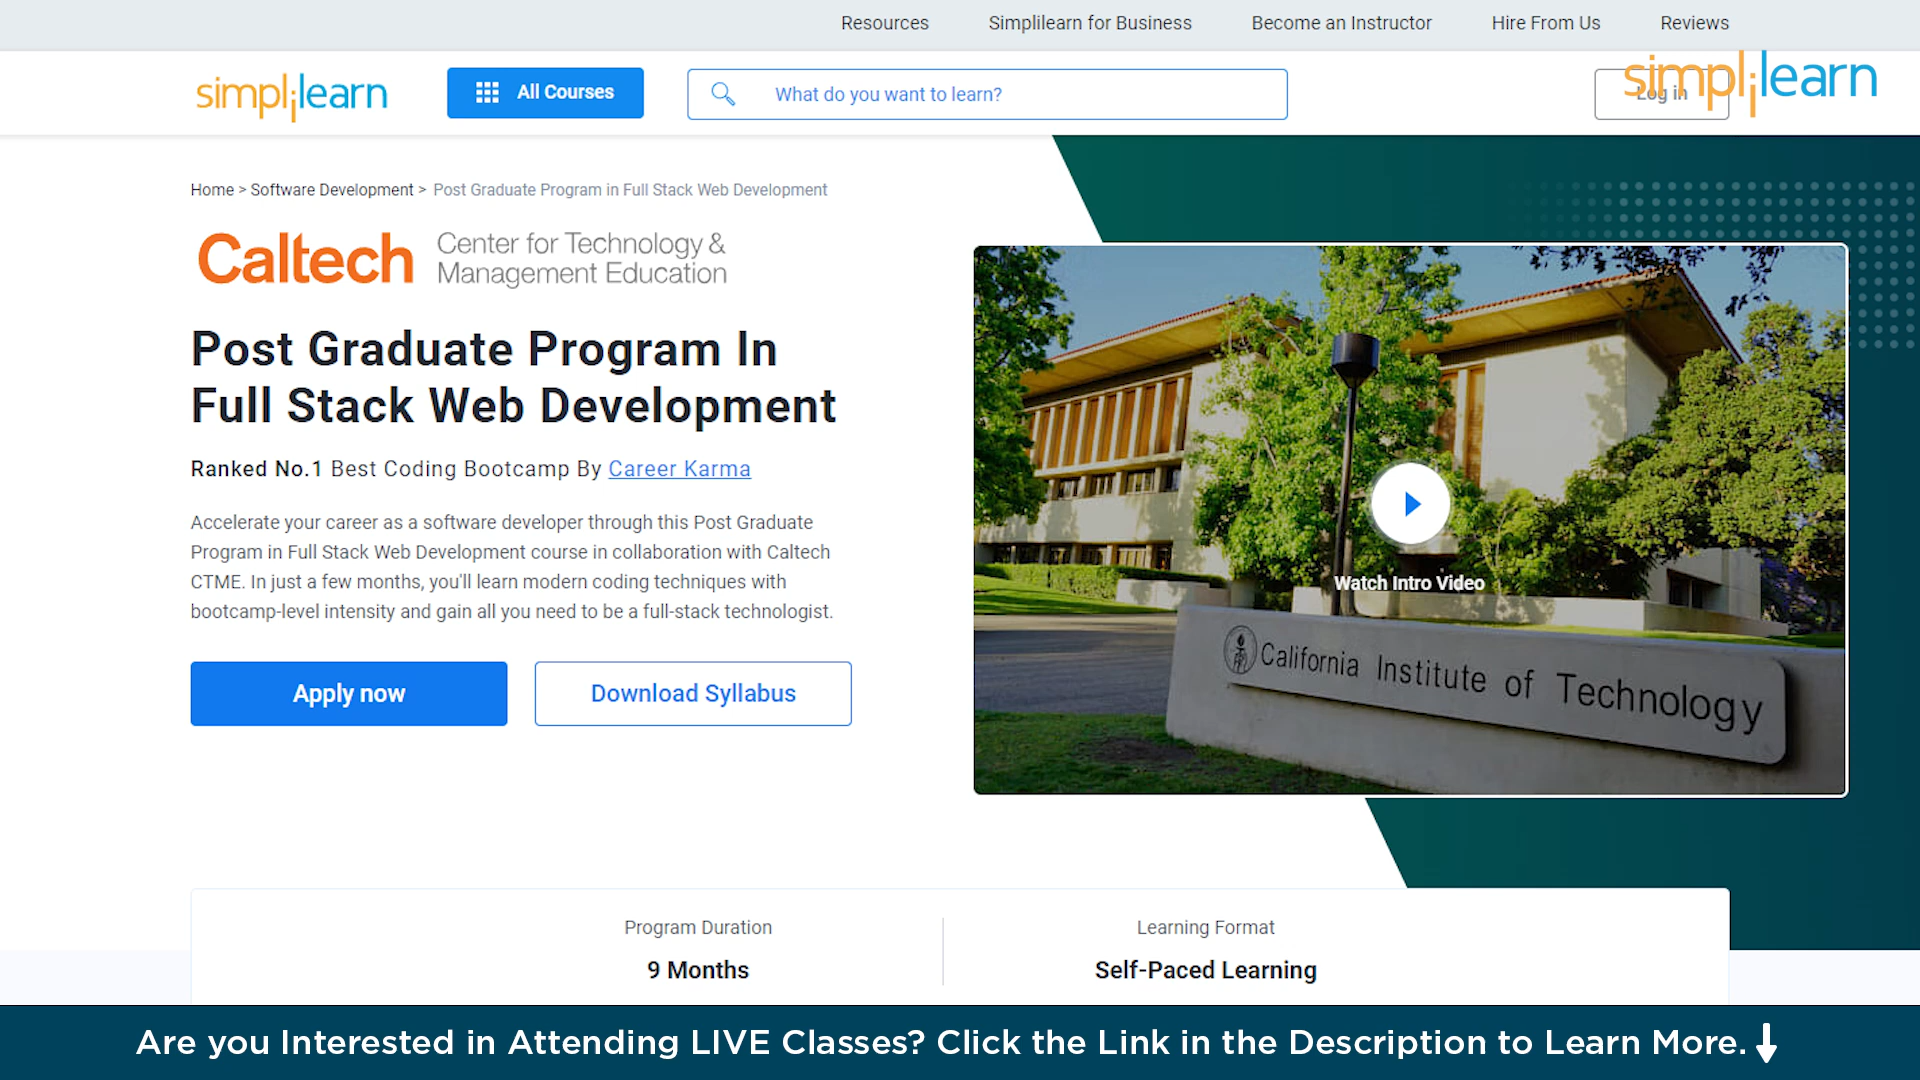 Resources Simplilearn for Business Become an Instructor Hire From Us Reviews
simplilearn All Courses What do you want to learn? Log in simplilearn
Home > Software Development > Post Graduate Program in Full Stack Web Development
Caltech Center for Technology &
Management Education
Post Graduate Program In
Full Stack Web Development
Ranked No.1 Best Coding Bootcamp By Career Karma
Accelerate your career as a software developer through this Post Graduate
Program in Full Stack Web Development course in collaboration with Caltech
CTME. In just a few months, you'll learn modern coding techniques with
bootcamp-level intensity and gain all you need to be a full-stack technologist.
Apply now Download Syllabus
Watch Intro Video
California Institute of Technology
Program Duration Learning Format
9 Months Self-Paced Learning
Are you Interested in Attending LIVE Classes? Click the Link in the Description to Learn More.